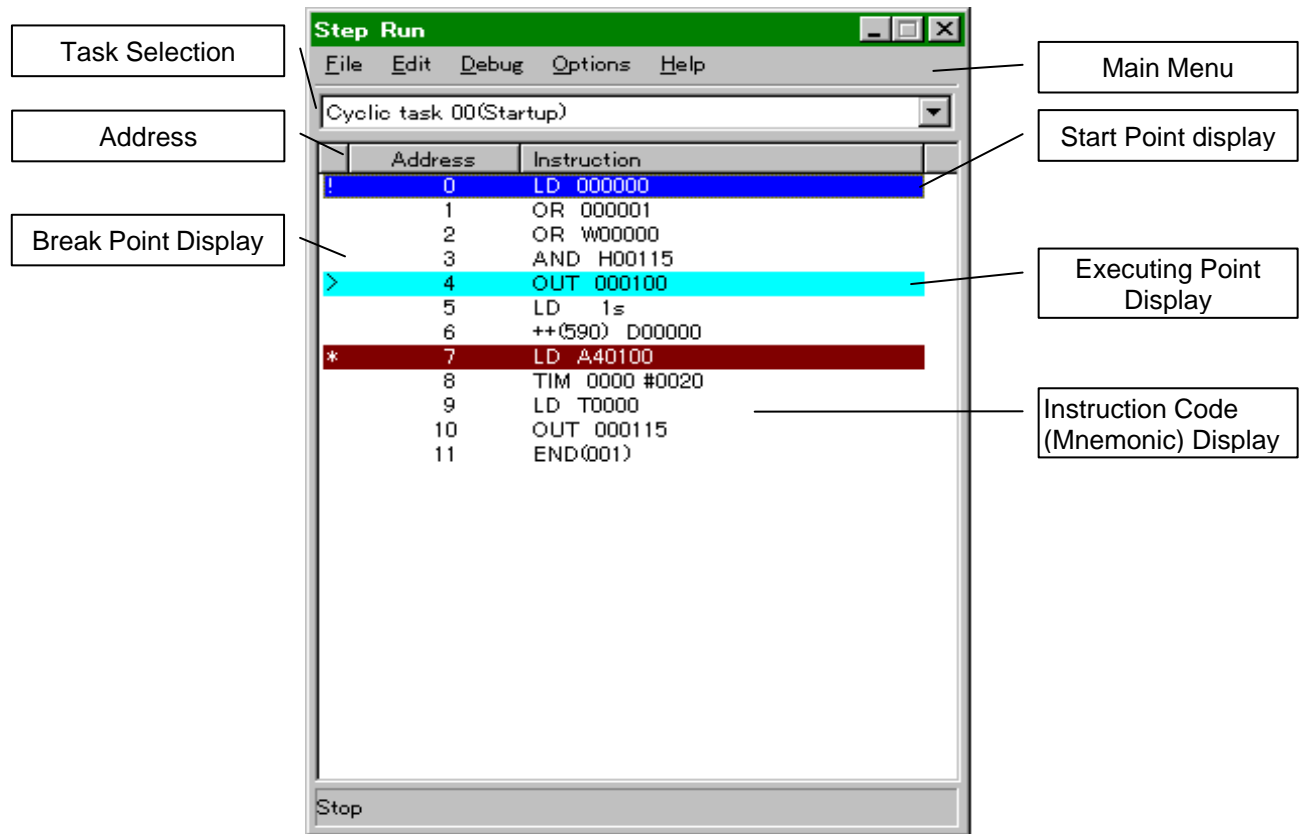 Task Selection
Address
Break Point Display
Step Run
File Edit Debug Options Help
Cyclic task 00(Startup)
Address Instruction
! 0 LD 000000
1 OR 000001
2 OR W00000
3 AND H00115
> 4 OUT 000100
5 LD 1s
6 ++(590) D00000
* 7 LD A40100
8 TIM 0000 #0020
9 LD T0000
10 OUT 000115
11 END(001)
Stop
Main Menu
Start Point display
Executing Point
Display
Instruction Code
(Mnemonic) Display